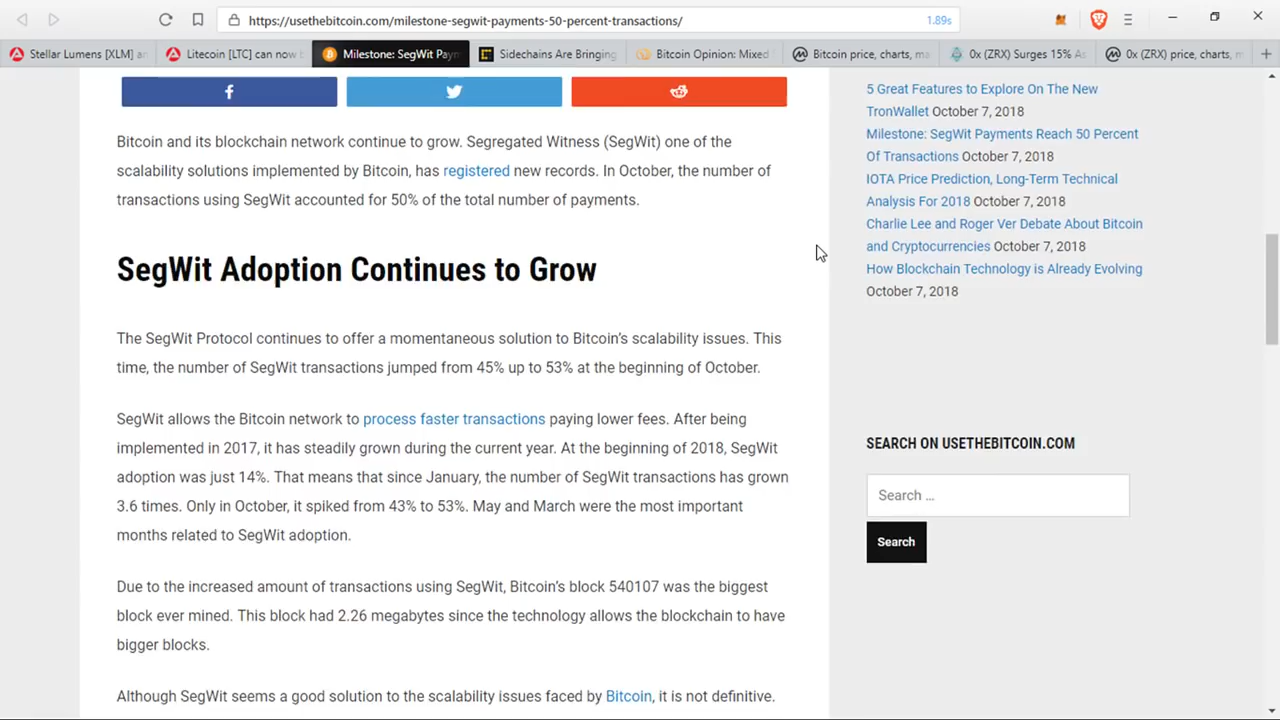 https://usethebitcoin.com/milestone-segwit-payments-50-percent-transactions/
1.89s
Stellar Lumens [XLM] an
Litecoin [LTC] can now b
Milestone: SegWit Paym
Sidechains Are Bringing
Bitcoin Opinion: Mixed
Bitcoin price, charts, ma
0x (ZRX) Surges 15% As
0x (ZRX) price, charts, m
Bitcoin and its blockchain network continue to grow. Segregated Witness (SegWit) one of the
scalability solutions implemented by Bitcoin, has registered new records. In October, the number of
transactions using SegWit accounted for 50% of the total number of payments.
SegWit Adoption Continues to Grow
The SegWit Protocol continues to offer a momentaneous solution to Bitcoin's scalability issues. This
time, the number of SegWit transactions jumped from 45% up to 53% at the beginning of October.
SegWit allows the Bitcoin network to process faster transactions paying lower fees. After being
implemented in 2017, it has steadily grown during the current year. At the beginning of 2018, SegWit
adoption was just 14%. That means that since January, the number of SegWit transactions has grown
3.6 times. Only in October, it spiked from 43% to 53%. May and March were the most important
months related to SegWit adoption.
Due to the increased amount of transactions using SegWit, Bitcoin's block 540107 was the biggest
block ever mined. This block had 2.26 megabytes since the technology allows the blockchain to have
bigger blocks.
Although SegWit seems a good solution to the scalability issues faced by Bitcoin, it is not definitive.
5 Great Features to Explore On The New
TronWallet October 7, 2018
Milestone: SegWit Payments Reach 50 Percent
Of Transactions October 7, 2018
IOTA Price Prediction, Long-Term Technical
Analysis For 2018 October 7, 2018
Charlie Lee and Roger Ver Debate About Bitcoin
and Cryptocurrencies October 7, 2018
How Blockchain Technology is Already Evolving
October 7, 2018
SEARCH ON USETHEBITCOIN.COM
Search …
Search